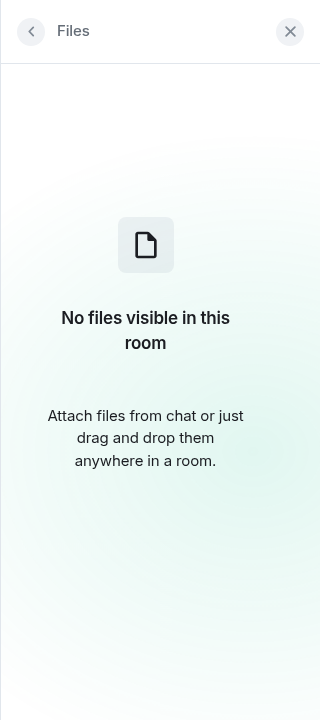 Files
No files visible in this
room
Attach files from chat or just
drag and drop them
anywhere in a room.